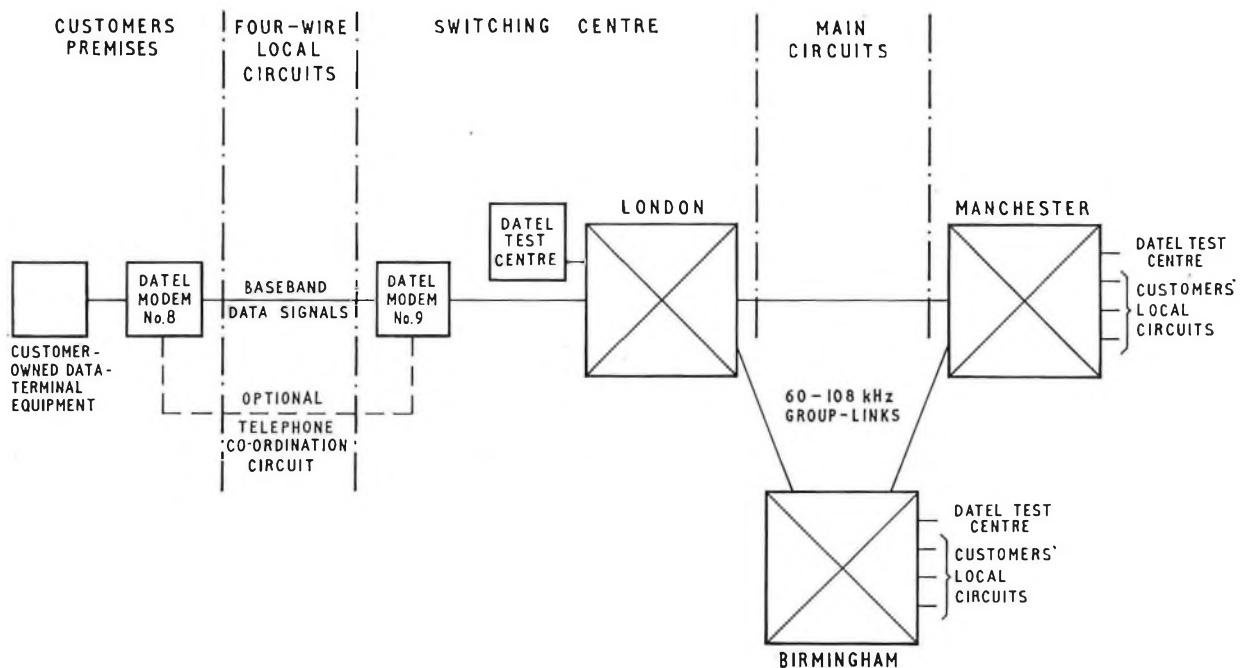 CUSTOMERS
PREMISES
FOUR-WIRE
LOCAL
CIRCUITS
SWITCHING CENTRE
MAIN
CIRCUITS
LONDON
MANCHESTER
DATEL
TEST
CENTRE
DATEL TEST
CENTRE
CUSTOMERS'
LOCAL
CIRCUITS
DATEL
MODEM
No.8
BASEBAND
DATA SIGNALS
DATEL
MODEM
No.9
CUSTOMER-
OWNED DATA-
TERMINAL
EQUIPMENT
OPTIONAL
TELEPHONE
CO-ORDINATION
CIRCUIT
60-108 kHz
GROUP-LINKS
DATEL TEST
CENTRE
CUSTOMERS'
LOCAL
CIRCUITS
BIRMINGHAM